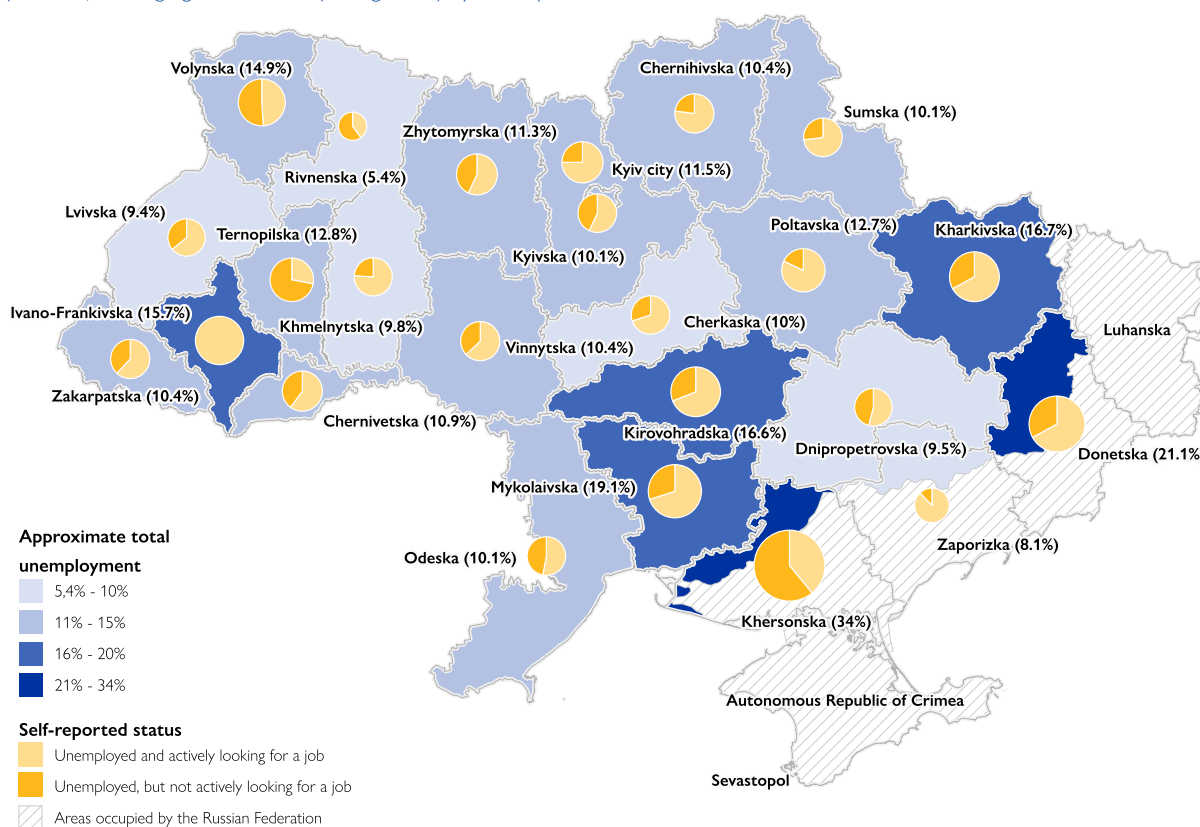 Volynska (14.9%)
Chernihivska (10.4%)
Sumska (10.1%)
Zhytomyrska (11.3%)
Rivnenska (5.4%)
Kyiv city (11.5%)
Lvivska (9.4%)
Ternopilska (12.8%)
Poltavska (12.7%)
Kharkivska (16.7%)
Kyivska (10.1%)
Ivano-Frankivska (15.7%)
Khmelnytska (9.8%)
Cherkaska (10%)
Luhanska
Vinnytska (10.4%)
Zakarpatska (10.4%)
Chernivetska (10.9%)
Kirovohradska (16.6%)
Dnipropetrovska (9.5%)
Donetska (21.1%
Mykolaivska (19.1%)
Zaporizka (8.1%)
Odeska (10.1%)
Khersonska (34%)
Autonomous Republic of Crimea
Sevastopol
Approximate total
unemployment
5,4% - 10%
11% - 15%
16% - 20%
21% - 34%
Self-reported status
Unemployed and actively looking for a job
Unemployed, but not actively looking for a job
Areas occupied by the Russian Federation